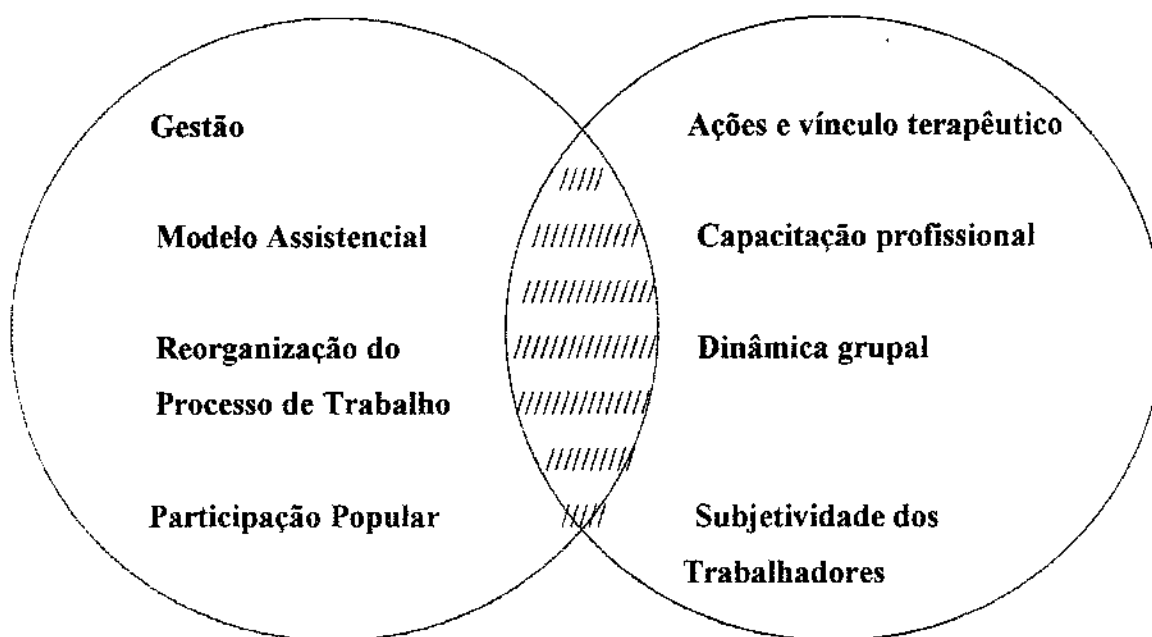 Gestão
Modelo Assistencial
Reorganização do
Processo de Trabalho
Participação Popular
Ações e vínculo terapêutico
Capacitação profissional
Dinâmica grupal
Subjetividade dos
Trabalhadores